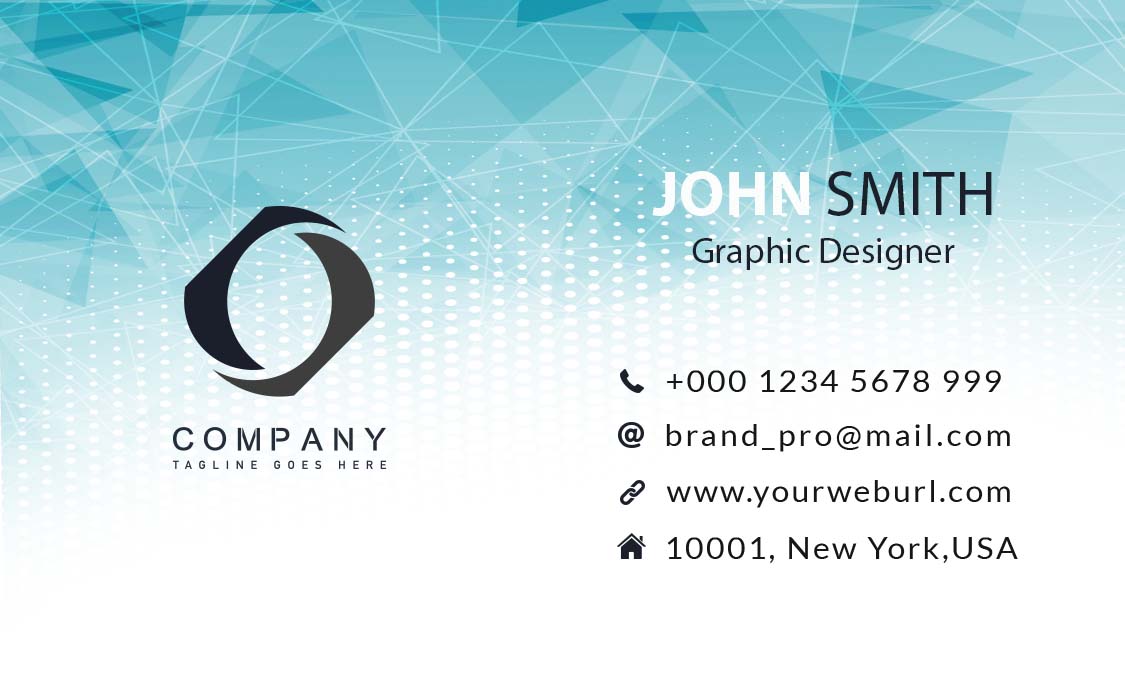 JOHN SMITH
Graphic Designer
COMPANY
TAGLINE GOES HERE
+000 1234 5678 999
@ brand_pro@mail.com
www.yourweburl.com
10001, New York,USA